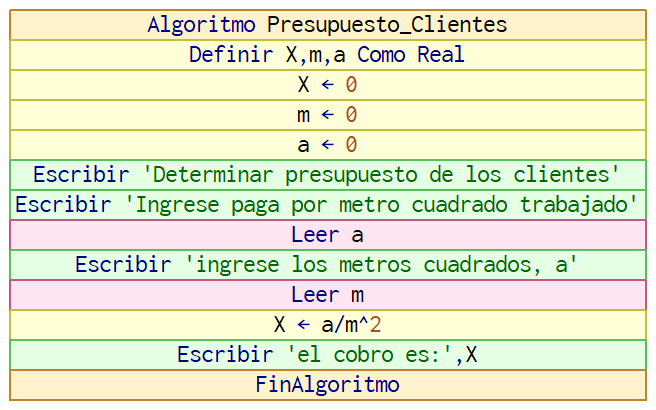 Algoritmo Presupuesto_Clientes
Definir X,m,a Como Real
X ← 0
m ← 0
a ← 0
Escribir 'Determinar presupuesto de los clientes'
Escribir 'Ingrese paga por metro cuadrado trabajado'
Leer a
Escribir 'ingrese los metros cuadrados, a'
Leer m
X ← a/m^2
Escribir 'el cobro es:',X
FinAlgoritmo